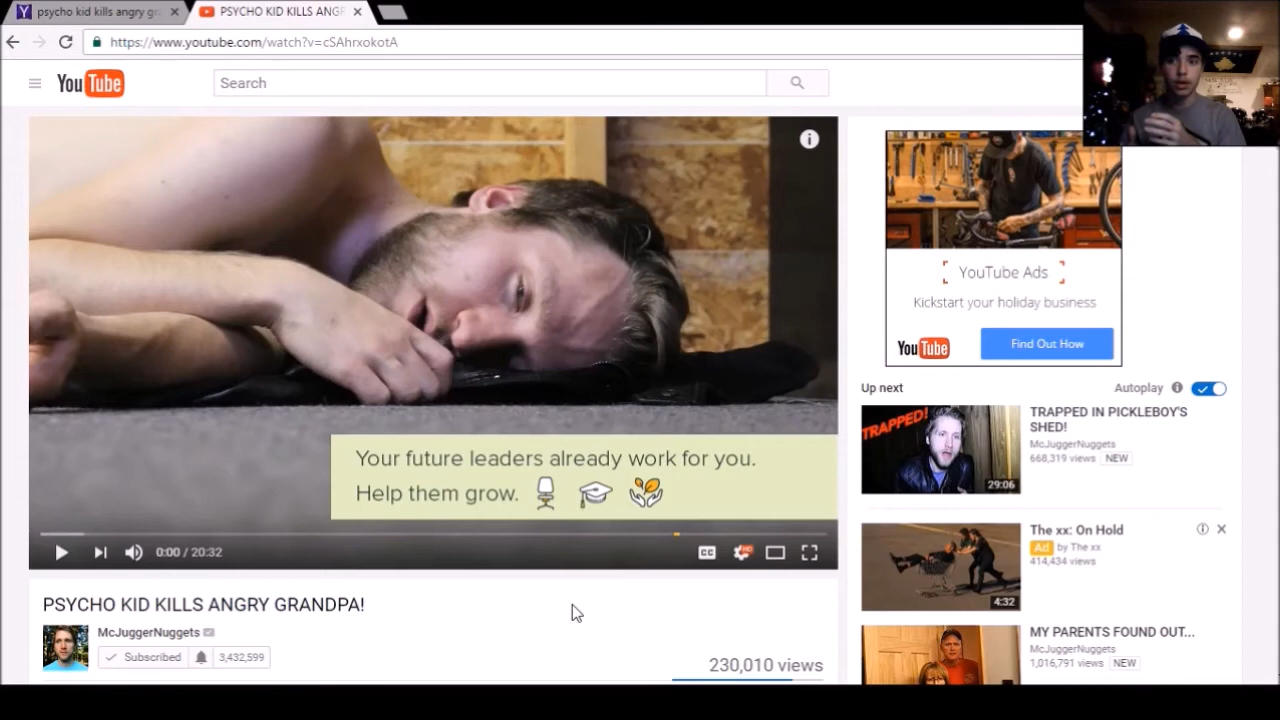 psycho kid kills angry gr
PSYCHO KID KILLS ANG
https://www.youtube.com/watch?v=cSAhrxokotA
YouTube
Search
Your future leaders already work for you.
Help them grow.
0:00 / 20:32
CC
HD
PSYCHO KID KILLS ANGRY GRANDPA!
McJuggerNuggets
Subscribed 3,432,599
230,010 views
YouTube Ads
Kickstart your holiday business
YouTube
Find Out How
Up next
Autoplay
TRAPPED!
29:06
TRAPPED IN PICKLEBOY'S
SHED!
McJuggerNuggets
668,319 views NEW
4:32
The xx: On Hold
Ad by The xx
414,434 views
MY PARENTS FOUND OUT...
McJuggerNuggets
1,016,791 views NEW